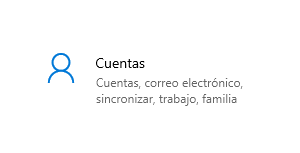 Cuentas
Cuentas, correo electrónico,
sincronizar, trabajo, familia